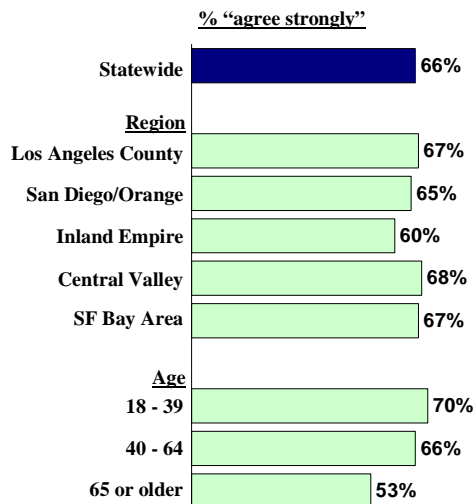 % “agree strongly”
Statewide 66%
Region
Los Angeles County 67%
San Diego/Orange 65%
Inland Empire 60%
Central Valley 68%
SF Bay Area 67%
Age
18 - 39 70%
40 - 64 66%
65 or older 53%